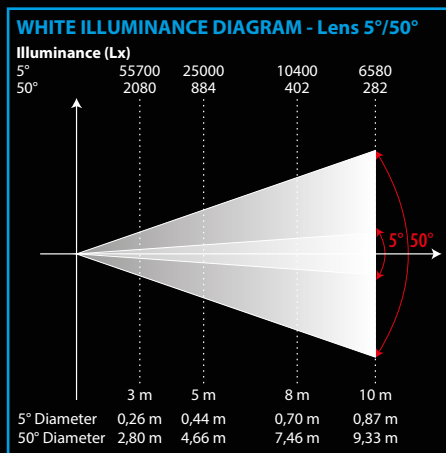 WHITE ILLUMINANCE DIAGRAM - Lens 5°/50°
Illuminance (Lx)
5° 55700 25000 10400 6580
50° 2080 884 402 282
5° 50°
3 m 5 m 8 m 10 m
5° Diameter 0,26 m 0,44 m 0,70 m 0,87 m
50° Diameter 2,80 m 4,66 m 7,46 m 9,33 m